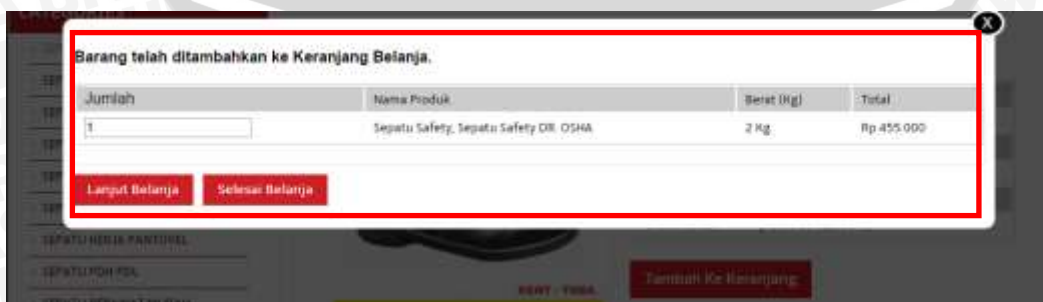 X
Barang telah ditambahkan ke Keranjang Belanja.
Jumlah Nama Produk Berat (Kg) Total
1 Sepatu Safety, Sepatu Safety DR. OSHA 2 Kg Rp 455.000
Lanjut Belanja Selesai Belanja
SEPATU KERJA PANTOVEL
SEPATU PDH PDL
Tambah Ke Keranjang